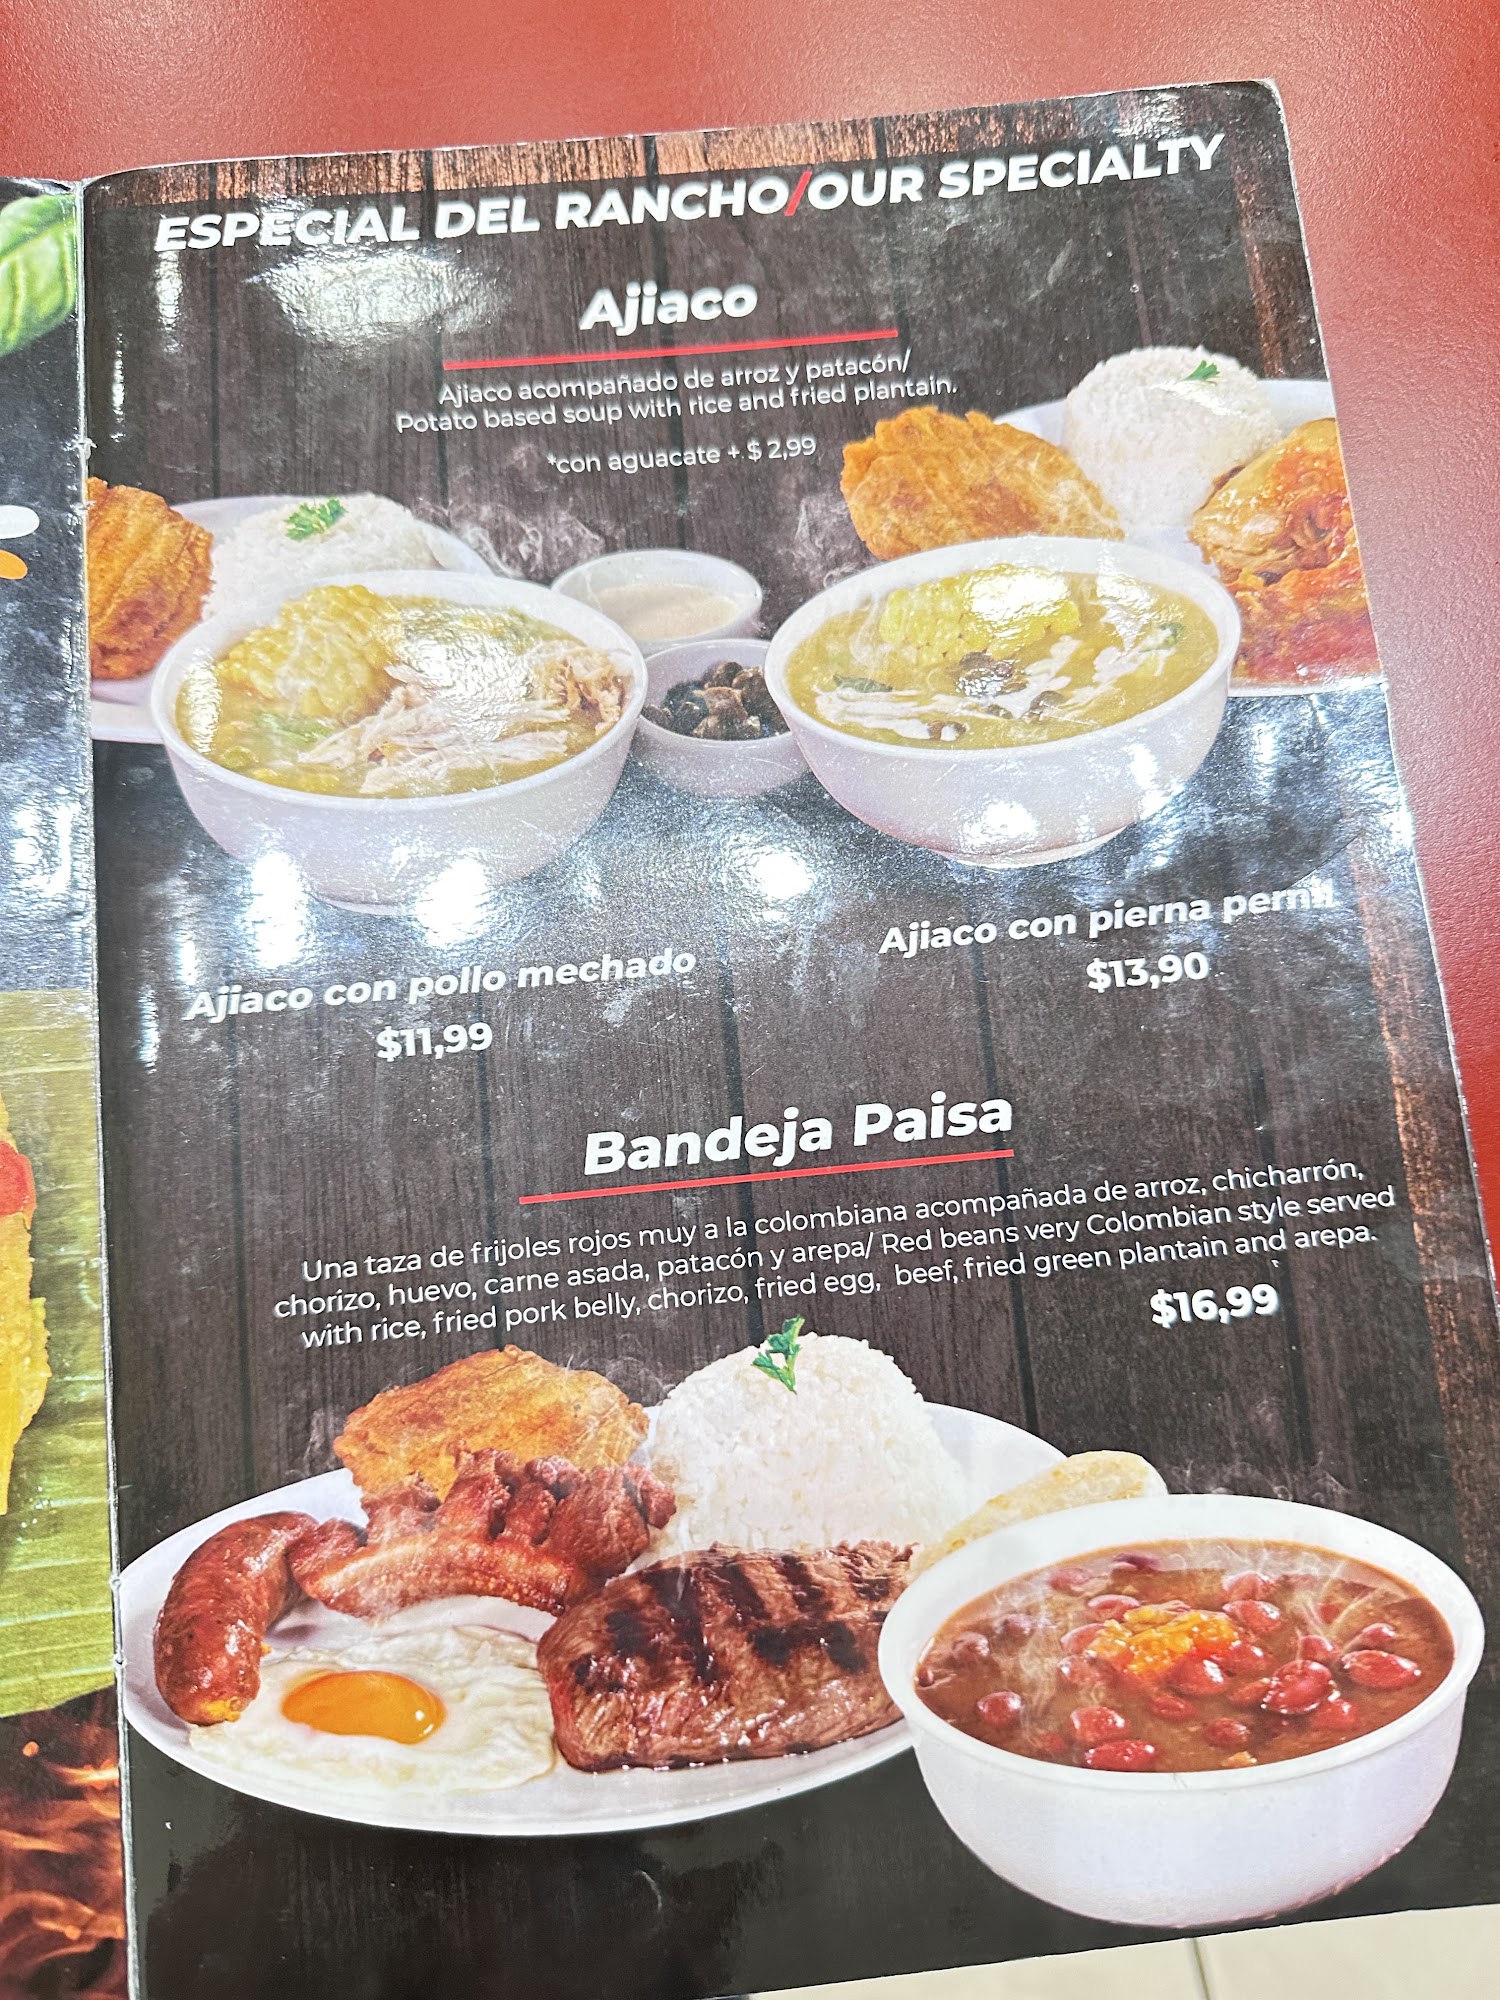 ESPECIAL DEL RANCHO/OUR SPECIALTY
Ajiaco
Ajiaco acompañado de arroz y patacón/
Potato based soup with rice and fried plantain.
*con aguacate + $ 2,99
Ajiaco con pollo mechado
$11,99
Ajiaco con pierna pernil
$13,90
Bandeja Paisa
Una taza de frijoles rojos muy a la colombiana acompañada de arroz, chicharrón,
chorizo, huevo, carne asada, patacón y arepa/ Red beans very Colombian style served
with rice, fried pork belly, chorizo, fried egg, beef, fried green plantain and arepa.
$16,99